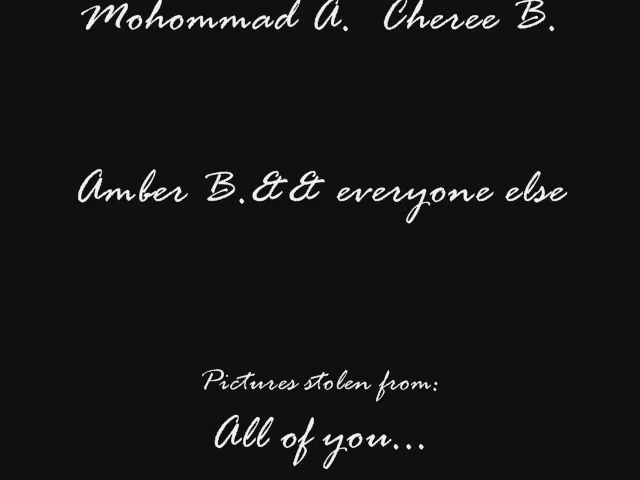 Mohommad A. Cheree B.
Amber B.&& everyone else
Pictures stolen from:
All of you...